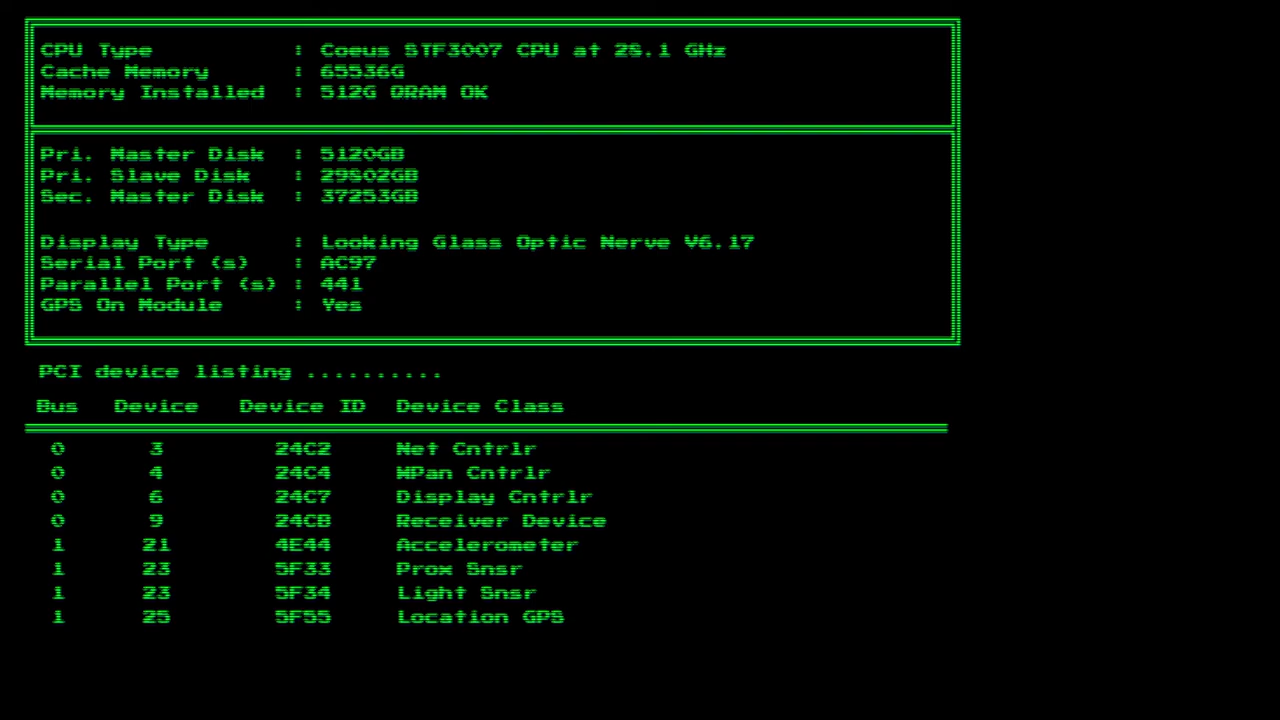 CPU Type : Coeus STF3007 CPU at 25.1 GHz
Cache Memory : 65536G
Memory Installed : 512G QRAM OK
Pri. Master Disk : 5120GB
Pri. Slave Disk : 29802GB
Sec. Master Disk : 37253GB
Display Type : Looking Glass Optic Nerve V6.17
Serial Port (s) : AC97
Parallel Port (s) : 441
GPS On Module : Yes
PCI device listing ..........
Bus Device Device ID Device Class
0 3 24C2 Net Cntrlr
0 4 24C4 WPan Cntrlr
0 6 24C7 Display Cntrlr
0 9 24CB Receiver Device
1 21 4E44 Accelerometer
1 23 5F33 Prox Snsr
1 23 5F34 Light Snsr
1 25 5F55 Location GPS